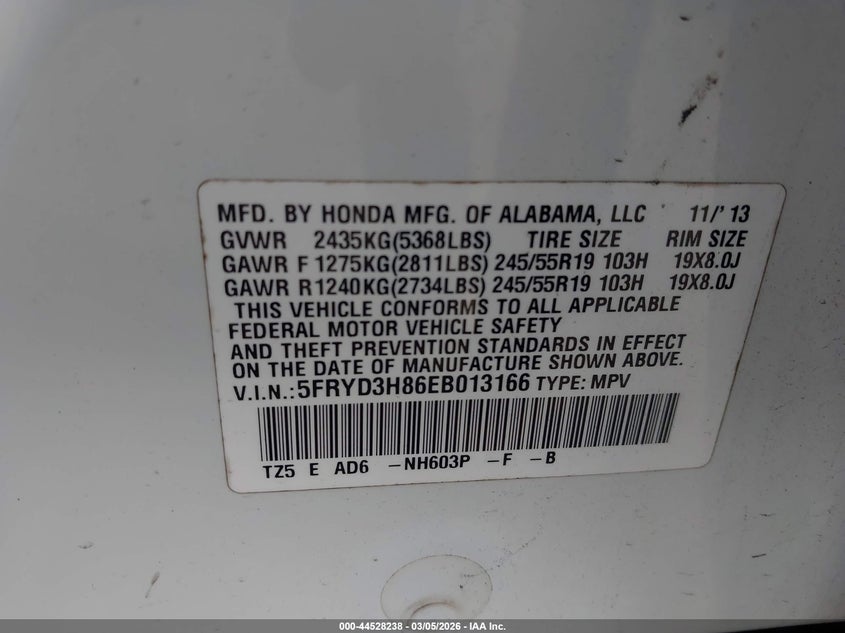 MFD. BY HONDA MFG. OF ALABAMA, LLC 11/'13
GVWR 2435KG(5368LBS) TIRE SIZE RIM SIZE
GAWR F 1275KG(2811LBS) 245/55R19 103H 19X8.0J
GAWR R1240KG(2734LBS) 245/55R19 103H 19X8.0J
THIS VEHICLE CONFORMS TO ALL APPLICABLE
FEDERAL MOTOR VEHICLE SAFETY
AND THEFT PREVENTION STANDARDS IN EFFECT
ON THE DATE OF MANUFACTURE SHOWN ABOVE.
V.I.N.:5FRYD3H86EB013166 TYPE: MPV
TZ5 E AD6 -NH603P -F -B
000-44528238 - 03/05/2026 - IAA Inc.